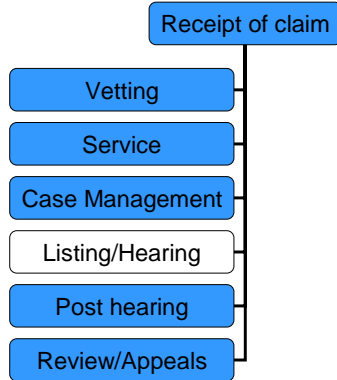 Receipt of claim
Vetting
Service
Case Management
Listing/Hearing
Post hearing
Review/Appeals